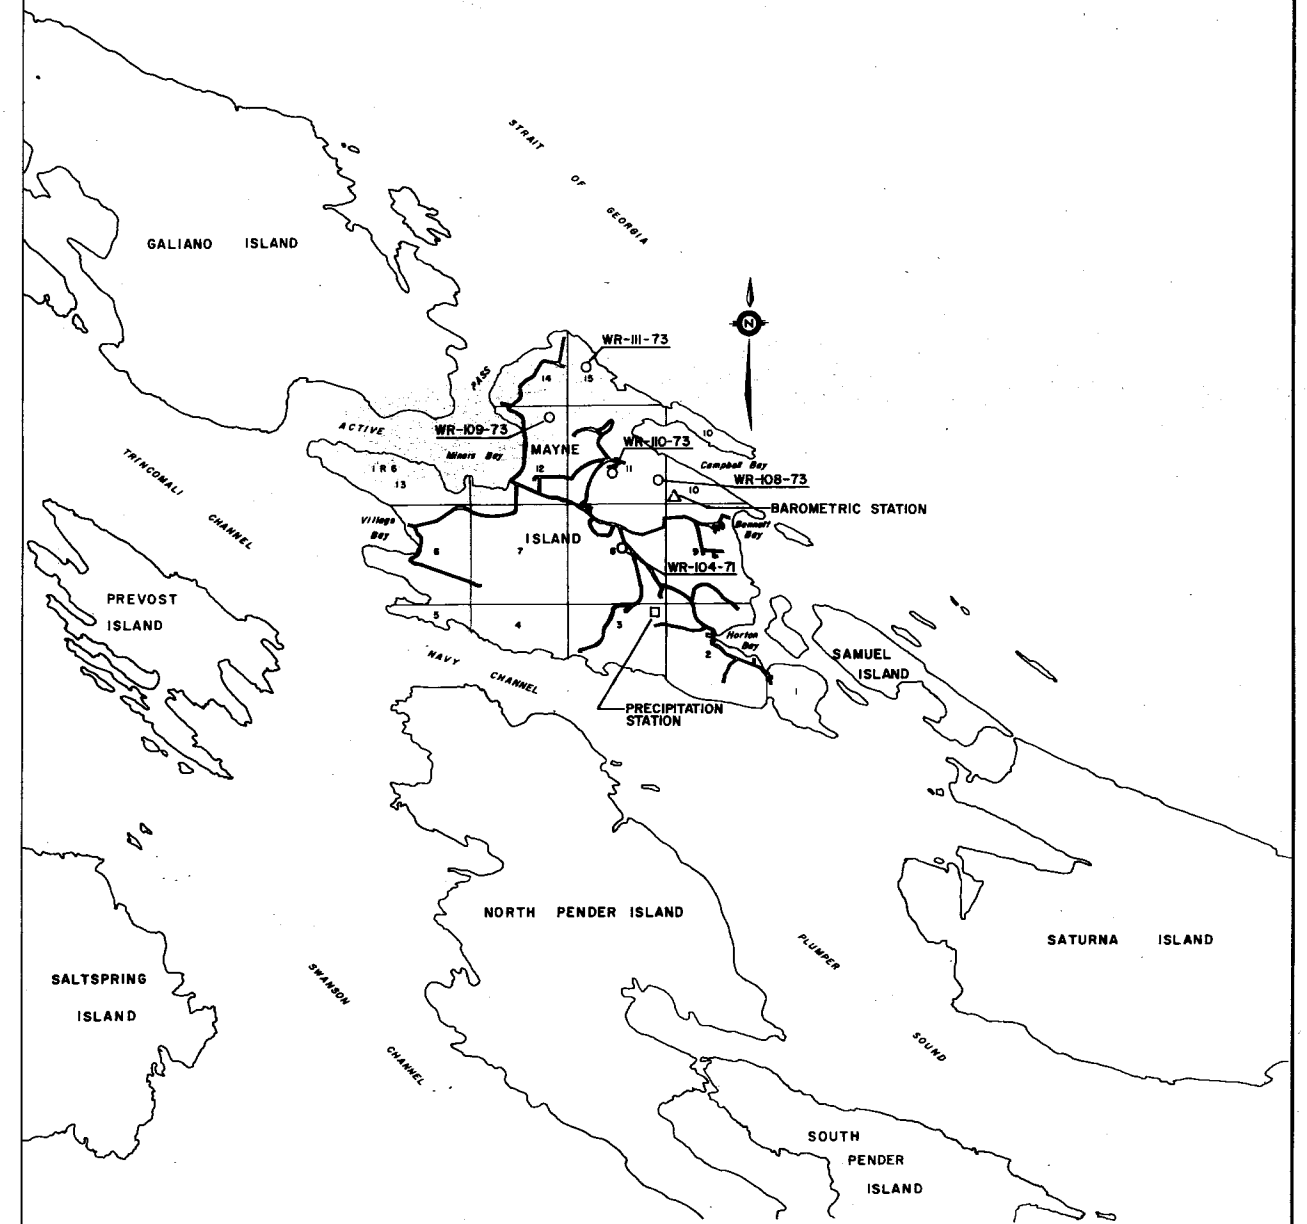 STRAIT
OF
GEORGIA
GALIANO ISLAND
N
WR-111-73
PASS
14
15
ACTIVE
WR-109-73
10
Miners Bay
MAYNE
WR-110-73
Campbell Bay
I R 6
12
11
WR-108-73
13
10
BAROMETRIC STATION
TRINCOMALI
CHANNEL
Village
Bay
Bennett
Bay
ISLAND
6
7
8
9
WR-104-71
PREVOST
ISLAND
5
4
3
Horton
Bay
2
1
SAMUEL
ISLAND
NAVY
CHANNEL
PRECIPITATION
STATION
NORTH PENDER ISLAND
PLUMPER
SOUND
SATURNA ISLAND
SALTSPRING
ISLAND
SWANSON
CHANNEL
SOUTH
PENDER
ISLAND